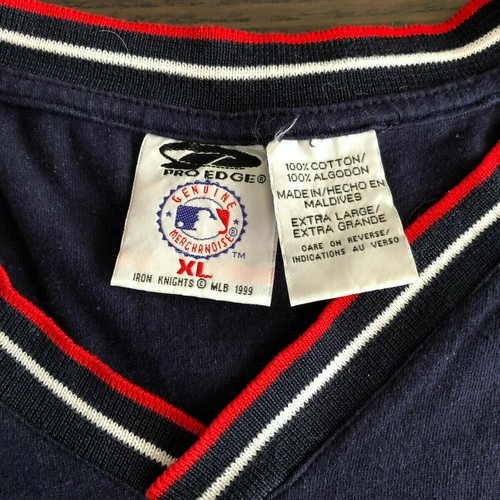 PRO EDGE®
GENUINE
MERCHANDISE®
TM
XL
IRON KNIGHTS © MLB 1999
100% COTTON/
100% ALGODON
MADE IN/HECHO EN
MALDIVES
EXTRA LARGE/
EXTRA GRANDE
CARE ON REVERSE/
INDICATIONS AU VERSO